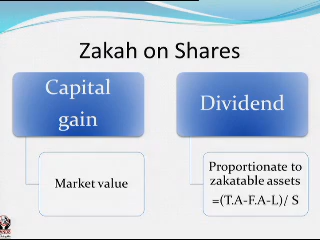 Zakah on Shares
Capital
gain
Dividend
Market value
Proportionate to
zakatable assets
=(T.A-F.A-L)/ S